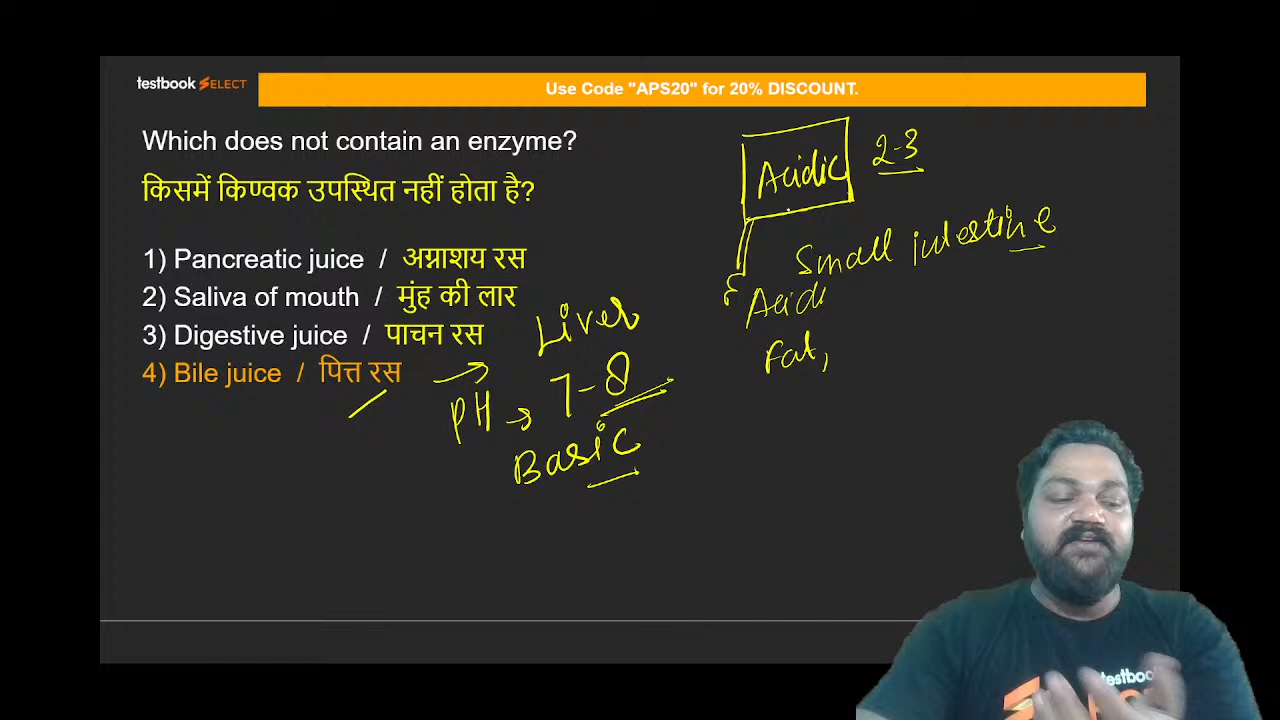 testbook SELECT
Use Code "APS20" for 20% DISCOUNT.
Which does not contain an enzyme?
किसमें किण्वक उपस्थित नहीं होता है?
1) Pancreatic juice / अग्नाशय रस
2) Saliva of mouth / मुंह की लार
3) Digestive juice / पाचन रस
4) Bile juice / पित्त रस
Liver
PH → 7-8
Basic
Acidic 2-3
Small intestine
Acidi
Fat,
testboo